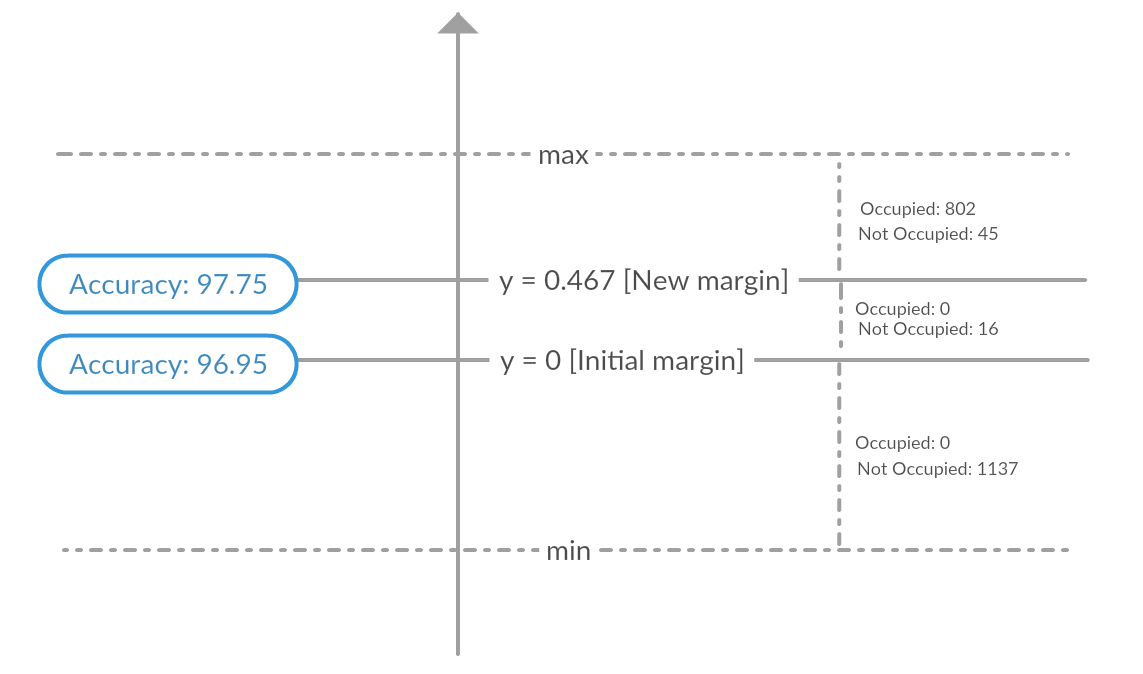 max
Occupied: 802
Not Occupied: 45
Accuracy: 97.75
y = 0.467 [New margin]
Occupied: 0
Not Occupied: 16
Accuracy: 96.95
y = 0 [Initial margin]
Occupied: 0
Not Occupied: 1137
min